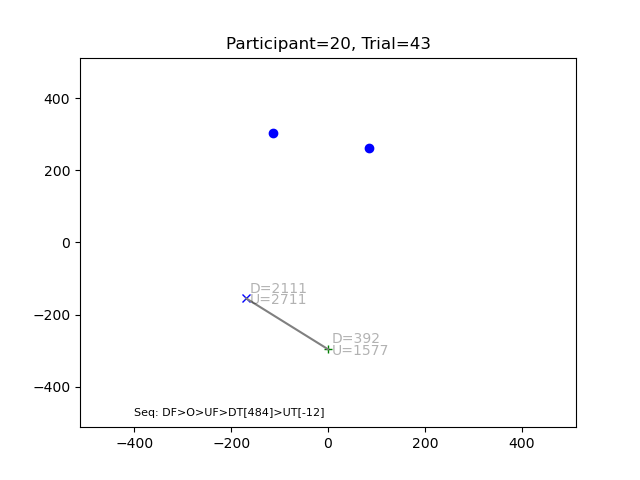 Participant=20, Trial=43
400
200
0
−200
−400
D=2111
U=2711
D=392
U=1577
Seq: DF>O>UF>DT[484]>UT[-12]
−400
−200
0
200
400